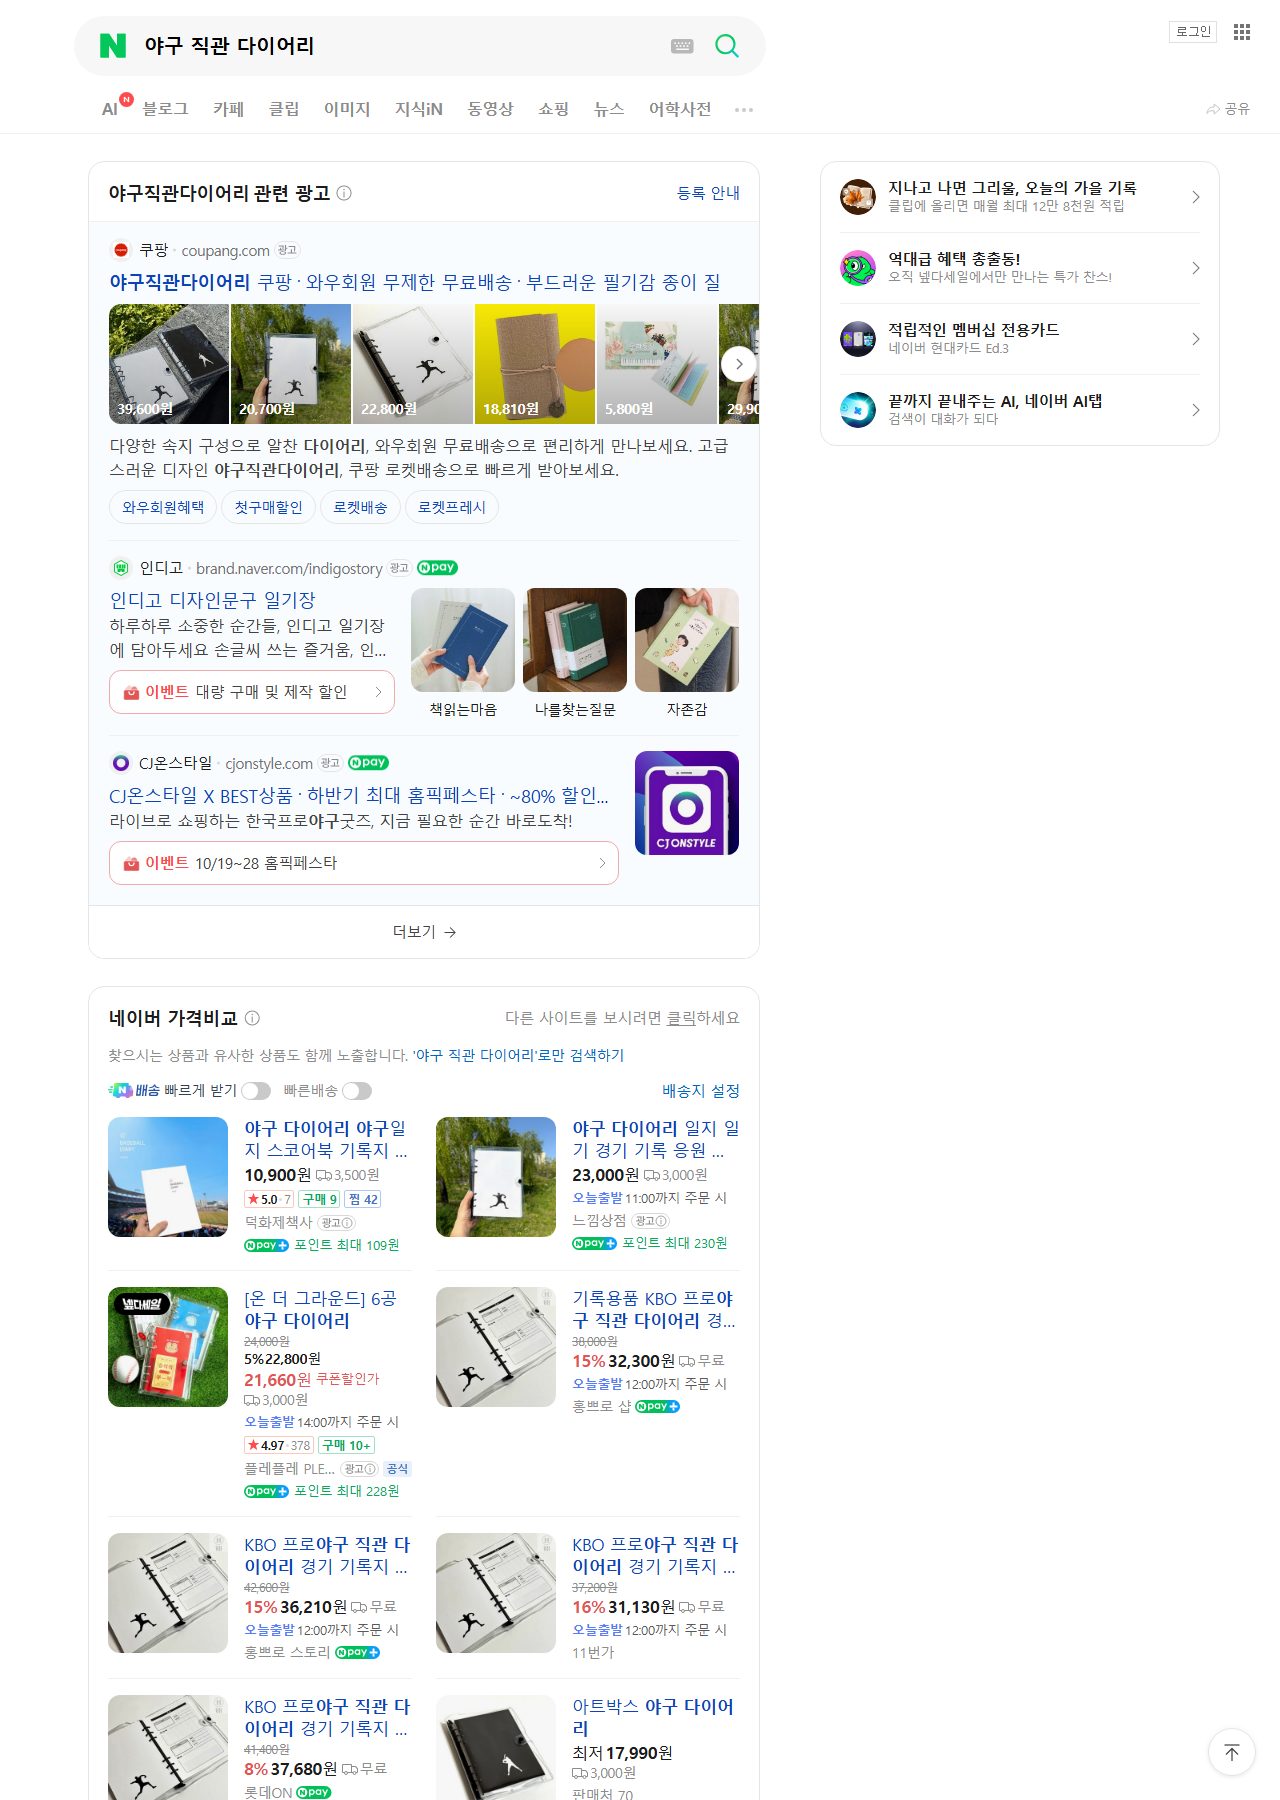 야구 직관 다이어리
로그인
AI 블로그 카페 클립 이미지 지식iN 동영상 쇼핑 뉴스 어학사전
공유
야구직관다이어리 관련 광고
등록 안내
쿠팡 · coupang.com 광고
야구직관다이어리 쿠팡 · 와우회원 무제한 무료배송 · 부드러운 필기감 종이 질
39,600원 20,700원 22,800원 18,810원 5,800원 29,90
다양한 속지 구성으로 알찬 다이어리, 와우회원 무료배송으로 편리하게 만나보세요. 고급
스러운 디자인 야구직관다이어리, 쿠팡 로켓배송으로 빠르게 받아보세요.
와우회원혜택 첫구매할인 로켓배송 로켓프레시
인디고 · brand.naver.com/indigostory 광고 N pay
인디고 디자인문구 일기장
하루하루 소중한 순간들, 인디고 일기장
에 담아두세요 손글씨 쓰는 즐거움, 인...
이벤트 대량 구매 및 제작 할인
책읽는마음 나를찾는질문 자존감
CJ온스타일 · cjonstyle.com 광고 N pay
CJ온스타일 X BEST상품 · 하반기 최대 홈픽페스타 · ~80% 할인...
라이브로 쇼핑하는 한국프로야구굿즈, 지금 필요한 순간 바로도착!
이벤트 10/19~28 홈픽페스타
CJ ONSTYLE
더보기
지나고 나면 그리울, 오늘의 가을 기록
클립에 올리면 매월 최대 12만 8천원 적립
역대급 혜택 총출동!
오직 넾다세일에서만 만나는 특가 찬스!
적립적인 멤버십 전용카드
네이버 현대카드 Ed.3
끝까지 끝내주는 AI, 네이버 AI탭
검색이 대화가 되다
네이버 가격비교
다른 사이트를 보시려면 클릭하세요
찾으시는 상품과 유사한 상품도 함께 노출합니다. '야구 직관 다이어리'로만 검색하기
N 배송 빠르게 받기 빠른배송
배송지 설정
BASEBALL
DIARY
야구 다이어리 야구일
지 스코어북 기록지 ...
10,900원 3,500원
★5.0·7 구매 9 찜 42
덕화제책사 광고
N pay+ 포인트 최대 109원
야구 다이어리 일지 일
기 경기 기록 응원 ...
23,000원 3,000원
오늘출발 11:00까지 주문 시
느낌상점 광고
N pay+ 포인트 최대 230원
넾다세일
[온 더 그라운드] 6공
야구 다이어리
24,000원
5%22,800원
21,660원 쿠폰할인가
3,000원
오늘출발 14:00까지 주문 시
★4.97·378 구매 10+
플레플레 PLE... 광고 공식
N pay+ 포인트 최대 228원
기록용품 KBO 프로야
구 직관 다이어리 경...
38,000원
15% 32,300원 무료
오늘출발 12:00까지 주문 시
홍쁘로 샵 N pay+
KBO 프로야구 직관 다
이어리 경기 기록지 ...
42,600원
15% 36,210원 무료
오늘출발 12:00까지 주문 시
홍쁘로 스토리 N pay+
KBO 프로야구 직관 다
이어리 경기 기록지 ...
37,200원
16% 31,130원 무료
오늘출발 12:00까지 주문 시
11번가
KBO 프로야구 직관 다
이어리 경기 기록지 ...
41,400원
8% 37,680원 무료
롯데ON N pay
아트박스 야구 다이어
리
최저 17,990원
3,000원
판매처 70